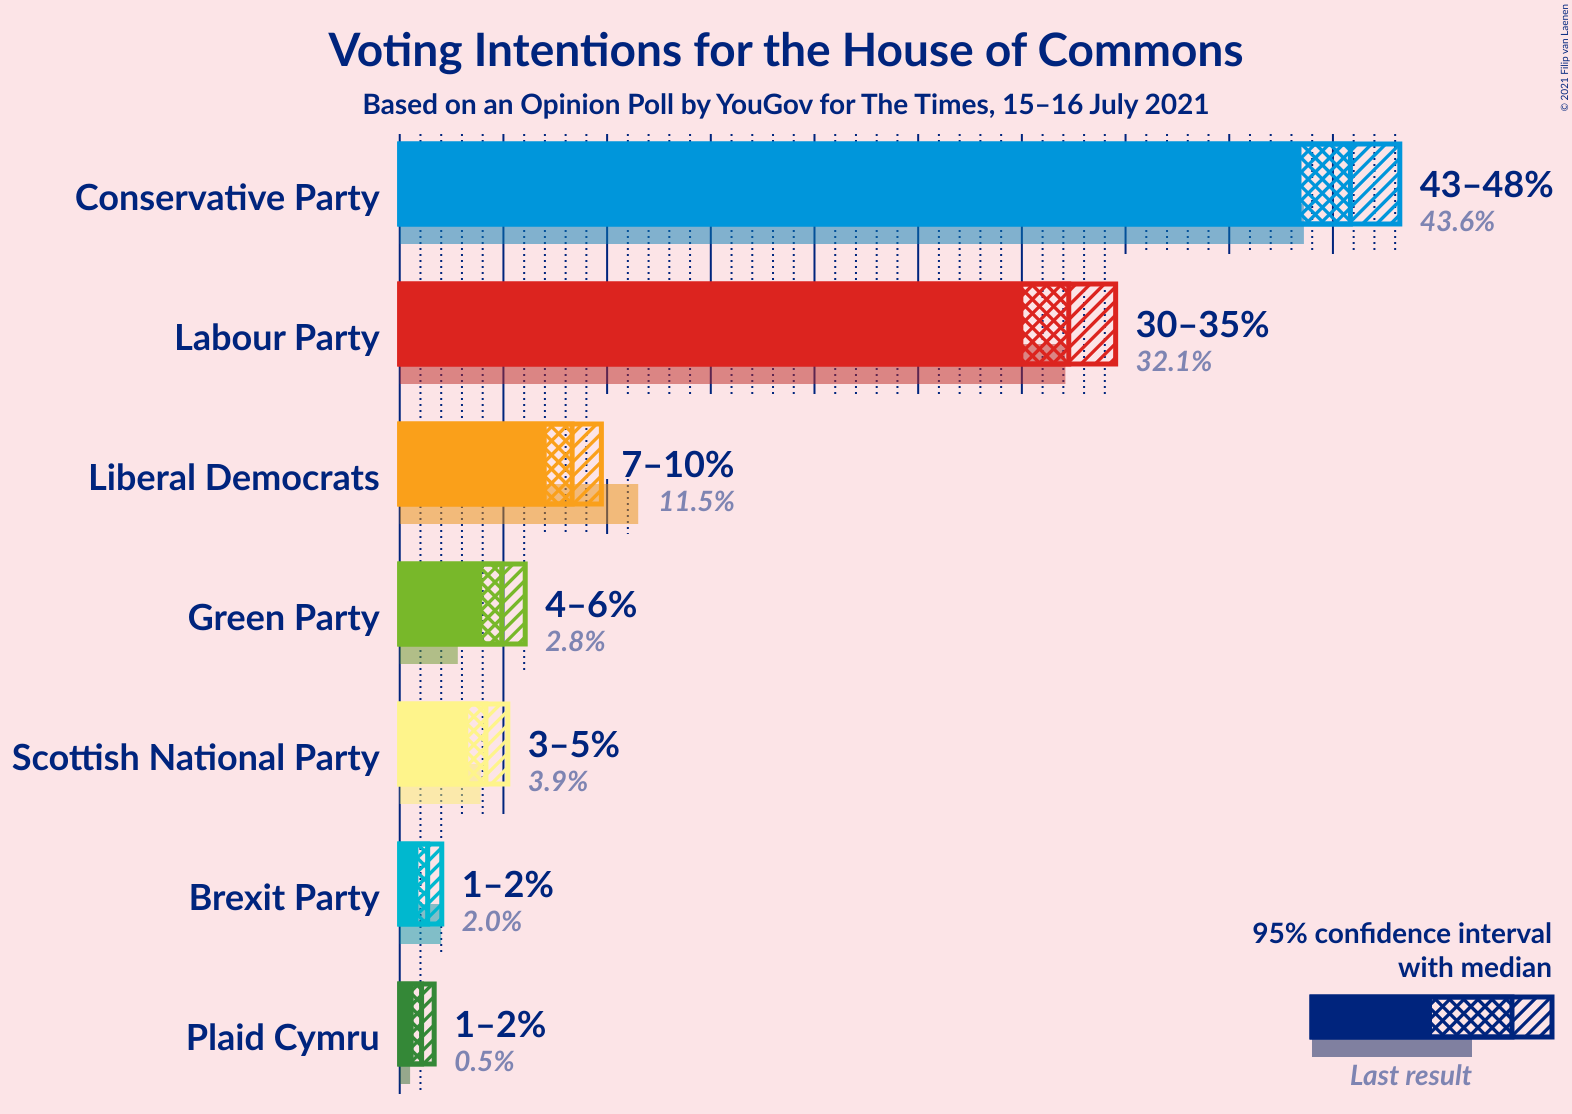 Voting Intentions for the House of Commons
Based on an Opinion Poll by YouGov for The Times, 15–16 July 2021
© 2021 Filip van Laenen
Conservative Party
43–48%
43.6%
Labour Party
30–35%
32.1%
Liberal Democrats
7–10%
11.5%
Green Party
4–6%
2.8%
Scottish National Party
3–5%
3.9%
Brexit Party
1–2%
2.0%
Plaid Cymru
1–2%
0.5%
95% confidence interval
with median
Last result